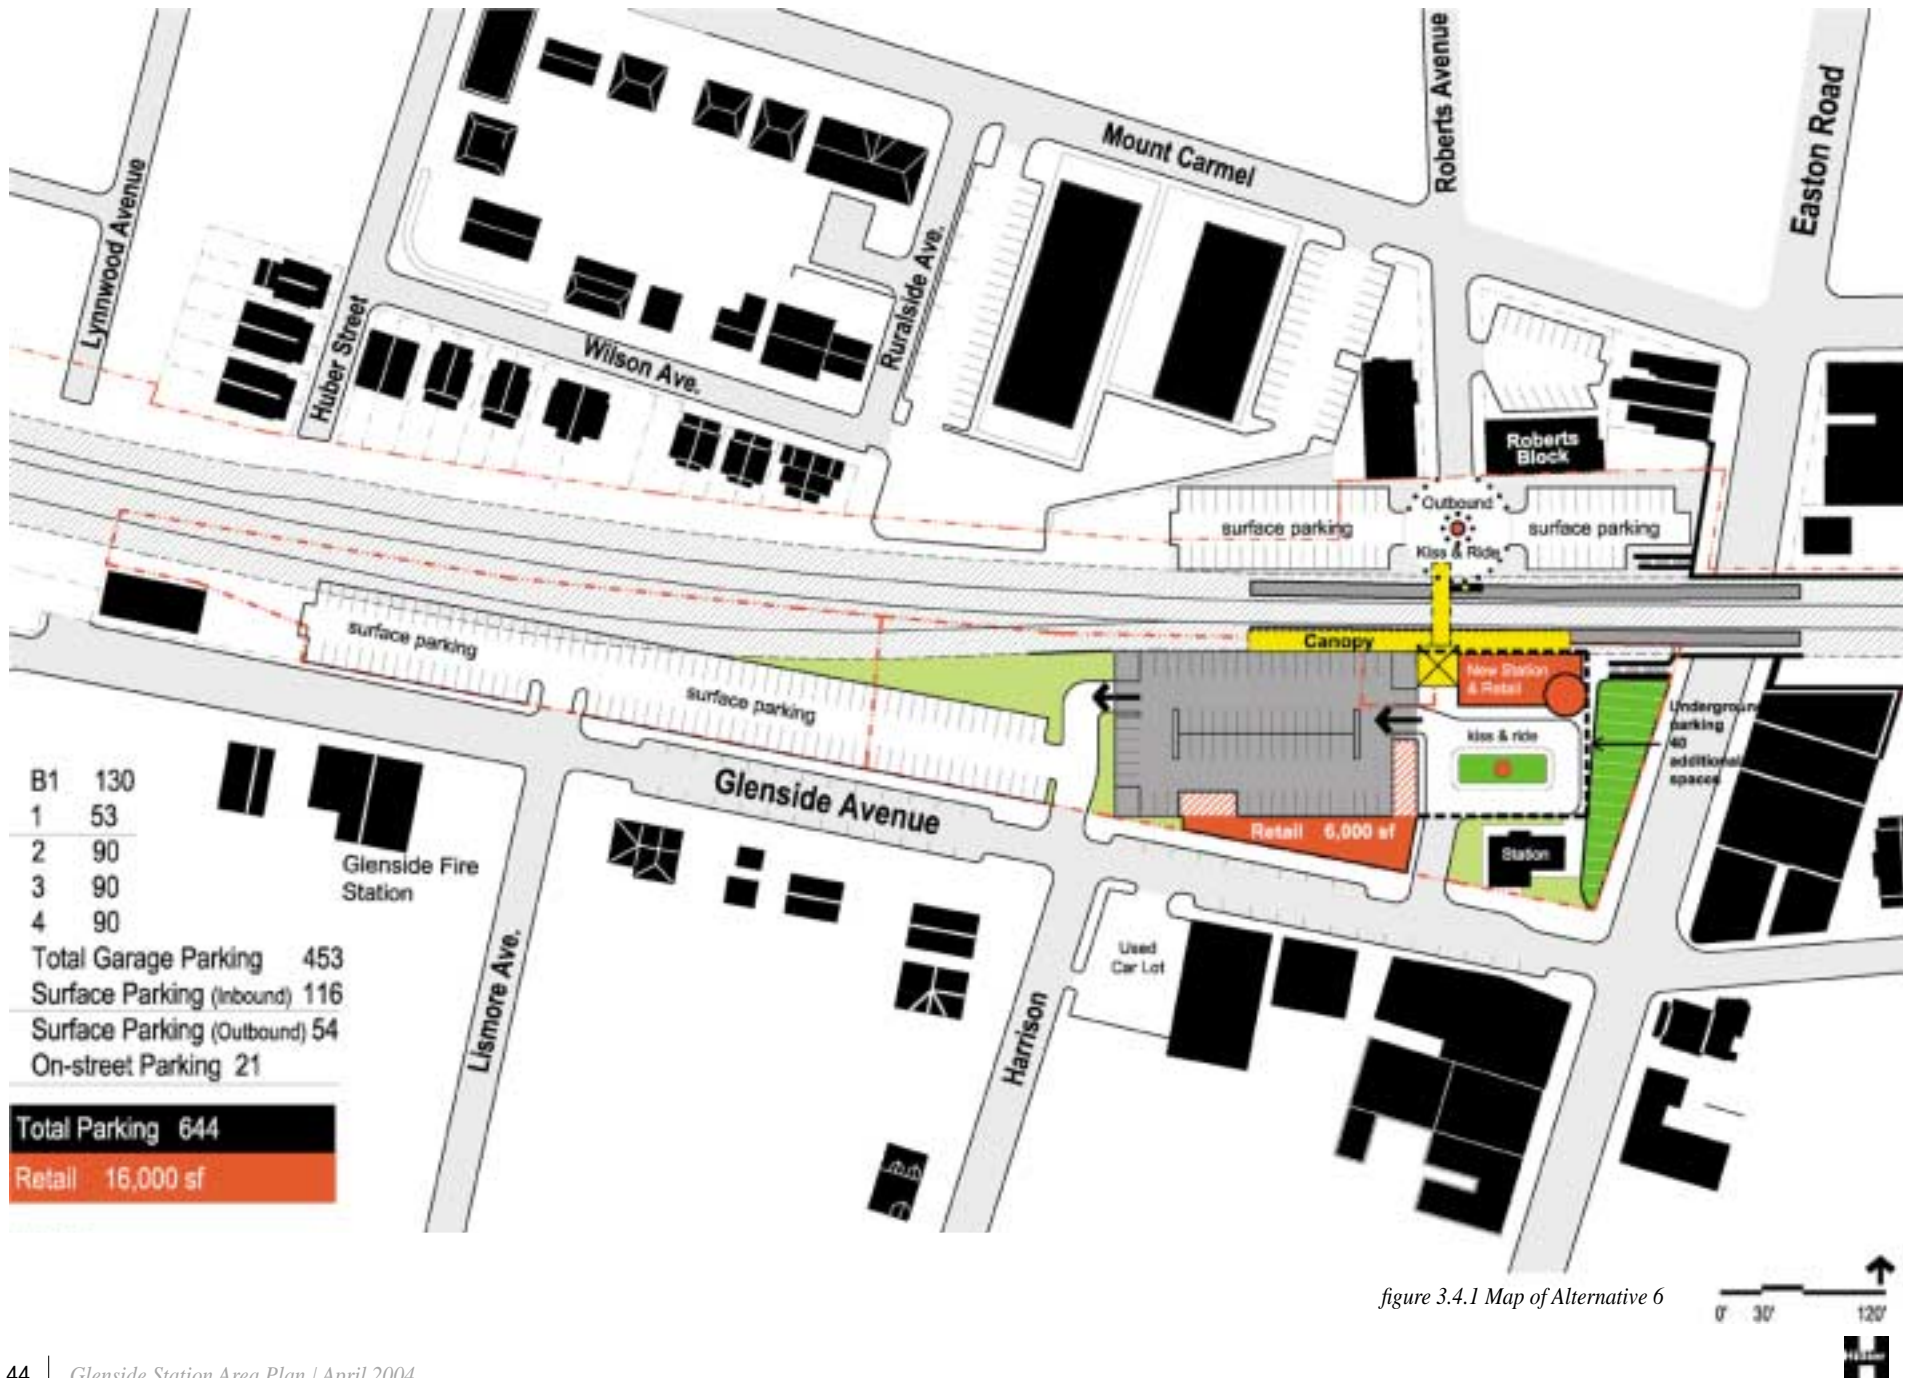 Mount Carmel
Roberts Avenue
Easton Road
Lynnwood Avenue
Huber Street
Wilson Ave.
Ruralside Ave.
Roberts
Block
Outbound
Kiss & Ride
surface parking
surface parking
Canopy
New Station
& Retail
kiss & ride
Underground
parking
40
additional
spaces
surface parking
surface parking
Glenside Avenue
Retail 6,000 sf
Station
Glenside Fire
Station
Used
Car Lot
Lismore Ave.
Harrison
B1 130
1 53
2 90
3 90
4 90
Total Garage Parking 453
Surface Parking (Inbound) 116
Surface Parking (Outbound) 54
On-street Parking 21
Total Parking 644
Retail 16,000 sf
figure 3.4.1 Map of Alternative 6
0' 30' 120'
Hillier
44 | Glenside Station Area Plan | April 2004